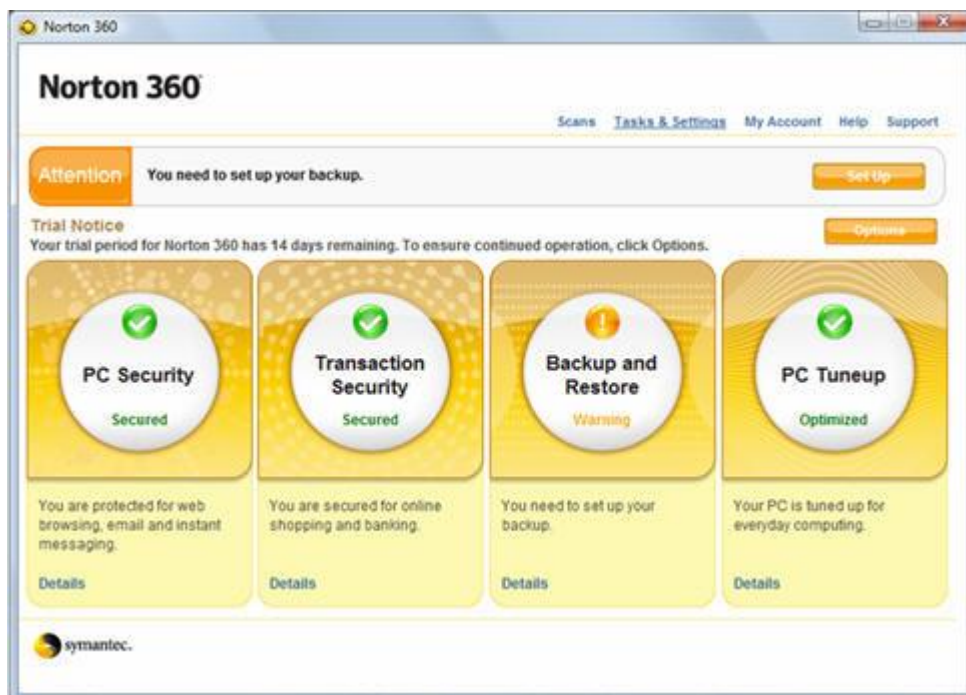 Norton 360
Norton 360
Scans Tasks & Settings My Account Help Support
Attention You need to set up your backup. Set Up
Trial Notice
Your trial period for Norton 360 has 14 days remaining. To ensure continued operation, click Options. Options
PC Security
Secured
Transaction
Security
Secured
Backup and
Restore
Warning
PC Tuneup
Optimized
You are protected for web
browsing, email and instant
messaging.
Details
You are secured for online
shopping and banking.
Details
You need to set up your
backup.
Details
Your PC is tuned up for
everyday computing.
Details
symantec.